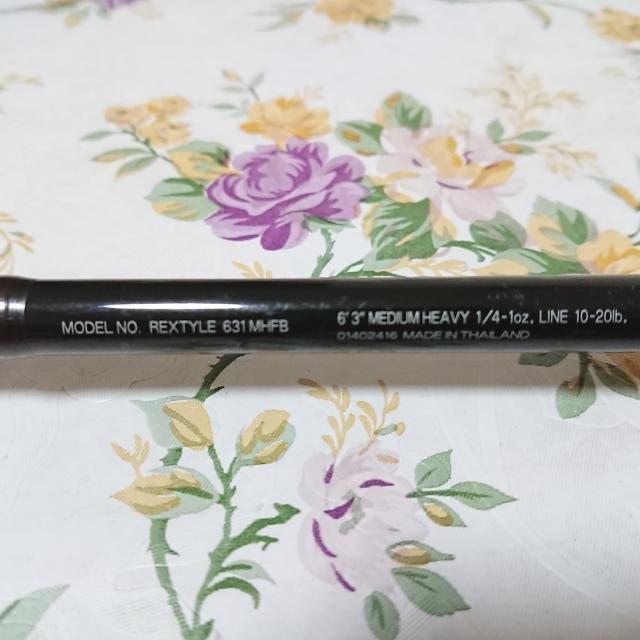 MODEL NO. REXTYLE 631MHFB
6'3" MEDIUM HEAVY 1/4-1oz. LINE 10-20lb.
01402416 MADE IN THAILAND